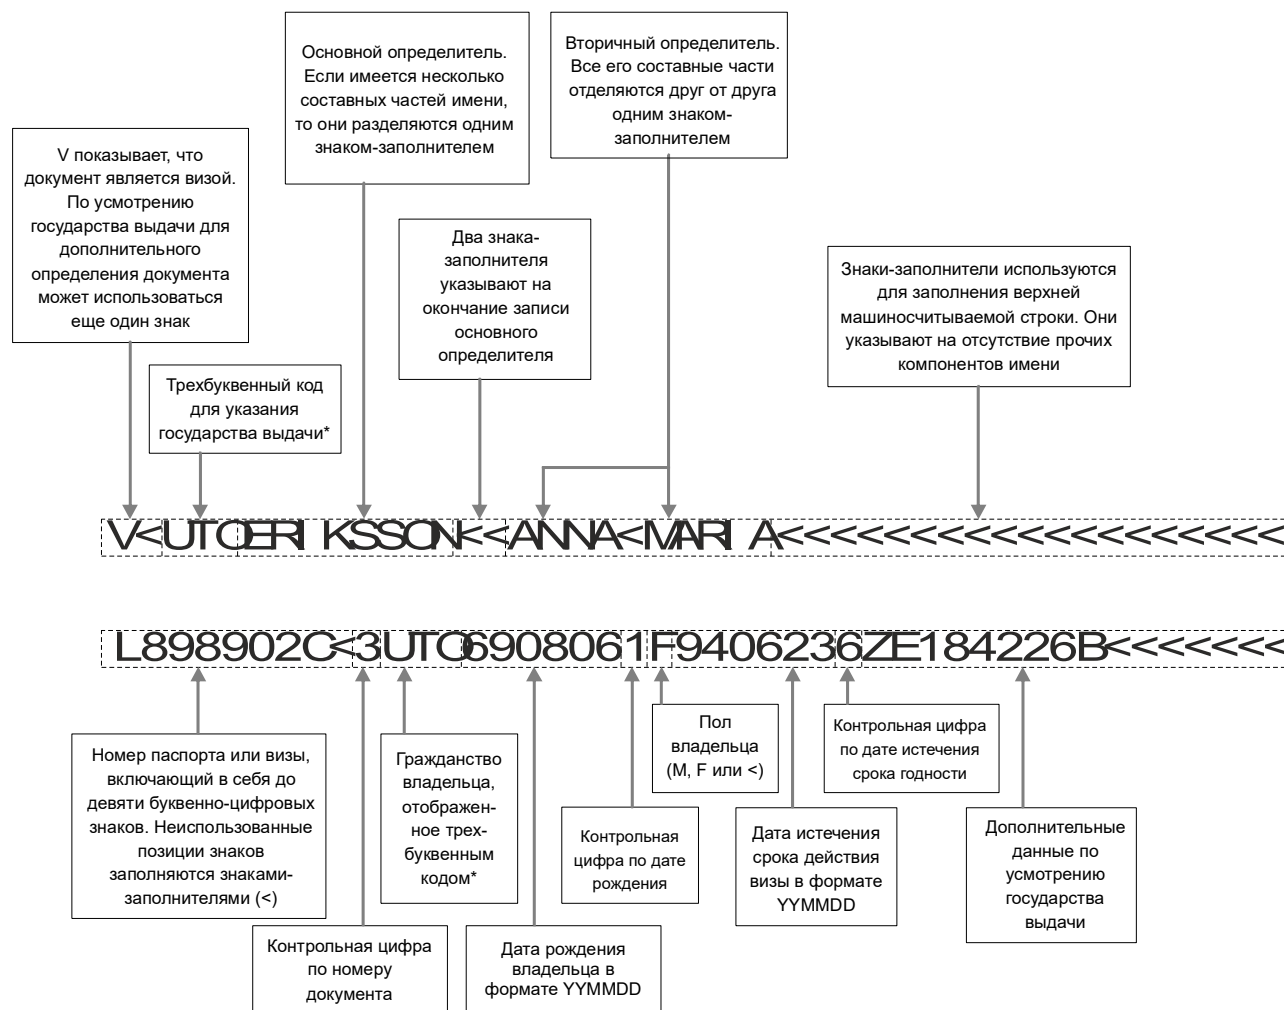 Основной определитель.
Если имеется несколько
составных частей имени,
то они разделяются одним
знаком-заполнителем
Вторичный определитель.
Все его составные части
отделяются друг от друга
одним знаком-
заполнителем
V показывает, что
документ является визой.
По усмотрению
государства выдачи для
дополнительного
определения документа
может использоваться
еще один знак
Два знака-
заполнителя
указывают на
окончание записи
основного
определителя
Знаки-заполнители используются
для заполнения верхней
машиносчитываемой строки. Они
указывают на отсутствие прочих
компонентов имени
Трехбуквенный код
для указания
государства выдачи*
V<UTOERIKSSON<<ANNA<MARIA<<<<<<<<<<<<<<<<<<<
L898902C<3UTO6908061F9406236ZE184226B<<<<<<<
Номер паспорта или визы,
включающий в себя до
девяти буквенно-цифровых
знаков. Неиспользованные
позиции знаков
заполняются знаками-
заполнителями (<)
Контрольная цифра
по номеру
документа
Гражданство
владельца,
отображен-
ное трех-
буквенным
кодом*
Дата рождения
владельца в
формате YYMMDD
Контрольная
цифра по дате
рождения
Пол
владельца
(M, F или <)
Дата истечения
срока действия
визы в формате
YYMMDD
Контрольная цифра
по дате истечения
срока годности
Дополнительные
данные по
усмотрению
государства
выдачи